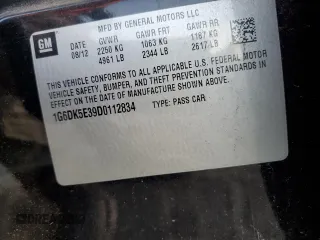 MFD BY GENERAL MOTORS LLC
GM
DATE GVWR GAWR FRT GAWR RR
08/12 2250 KG 1063 KG 1187 KG
4961 LB 2344 LB 2617 LB
THIS VEHICLE CONFORMS TO ALL APPLICABLE U.S. FEDERAL MOTOR
VEHICLE SAFETY, BUMPER, AND THEFT PREVENTION STANDARDS IN
EFFECT ON THE DATE OF MANUFACTURE SHOWN ABOVE.
1G6DK5E39D0112834 TYPE: PASS CAR